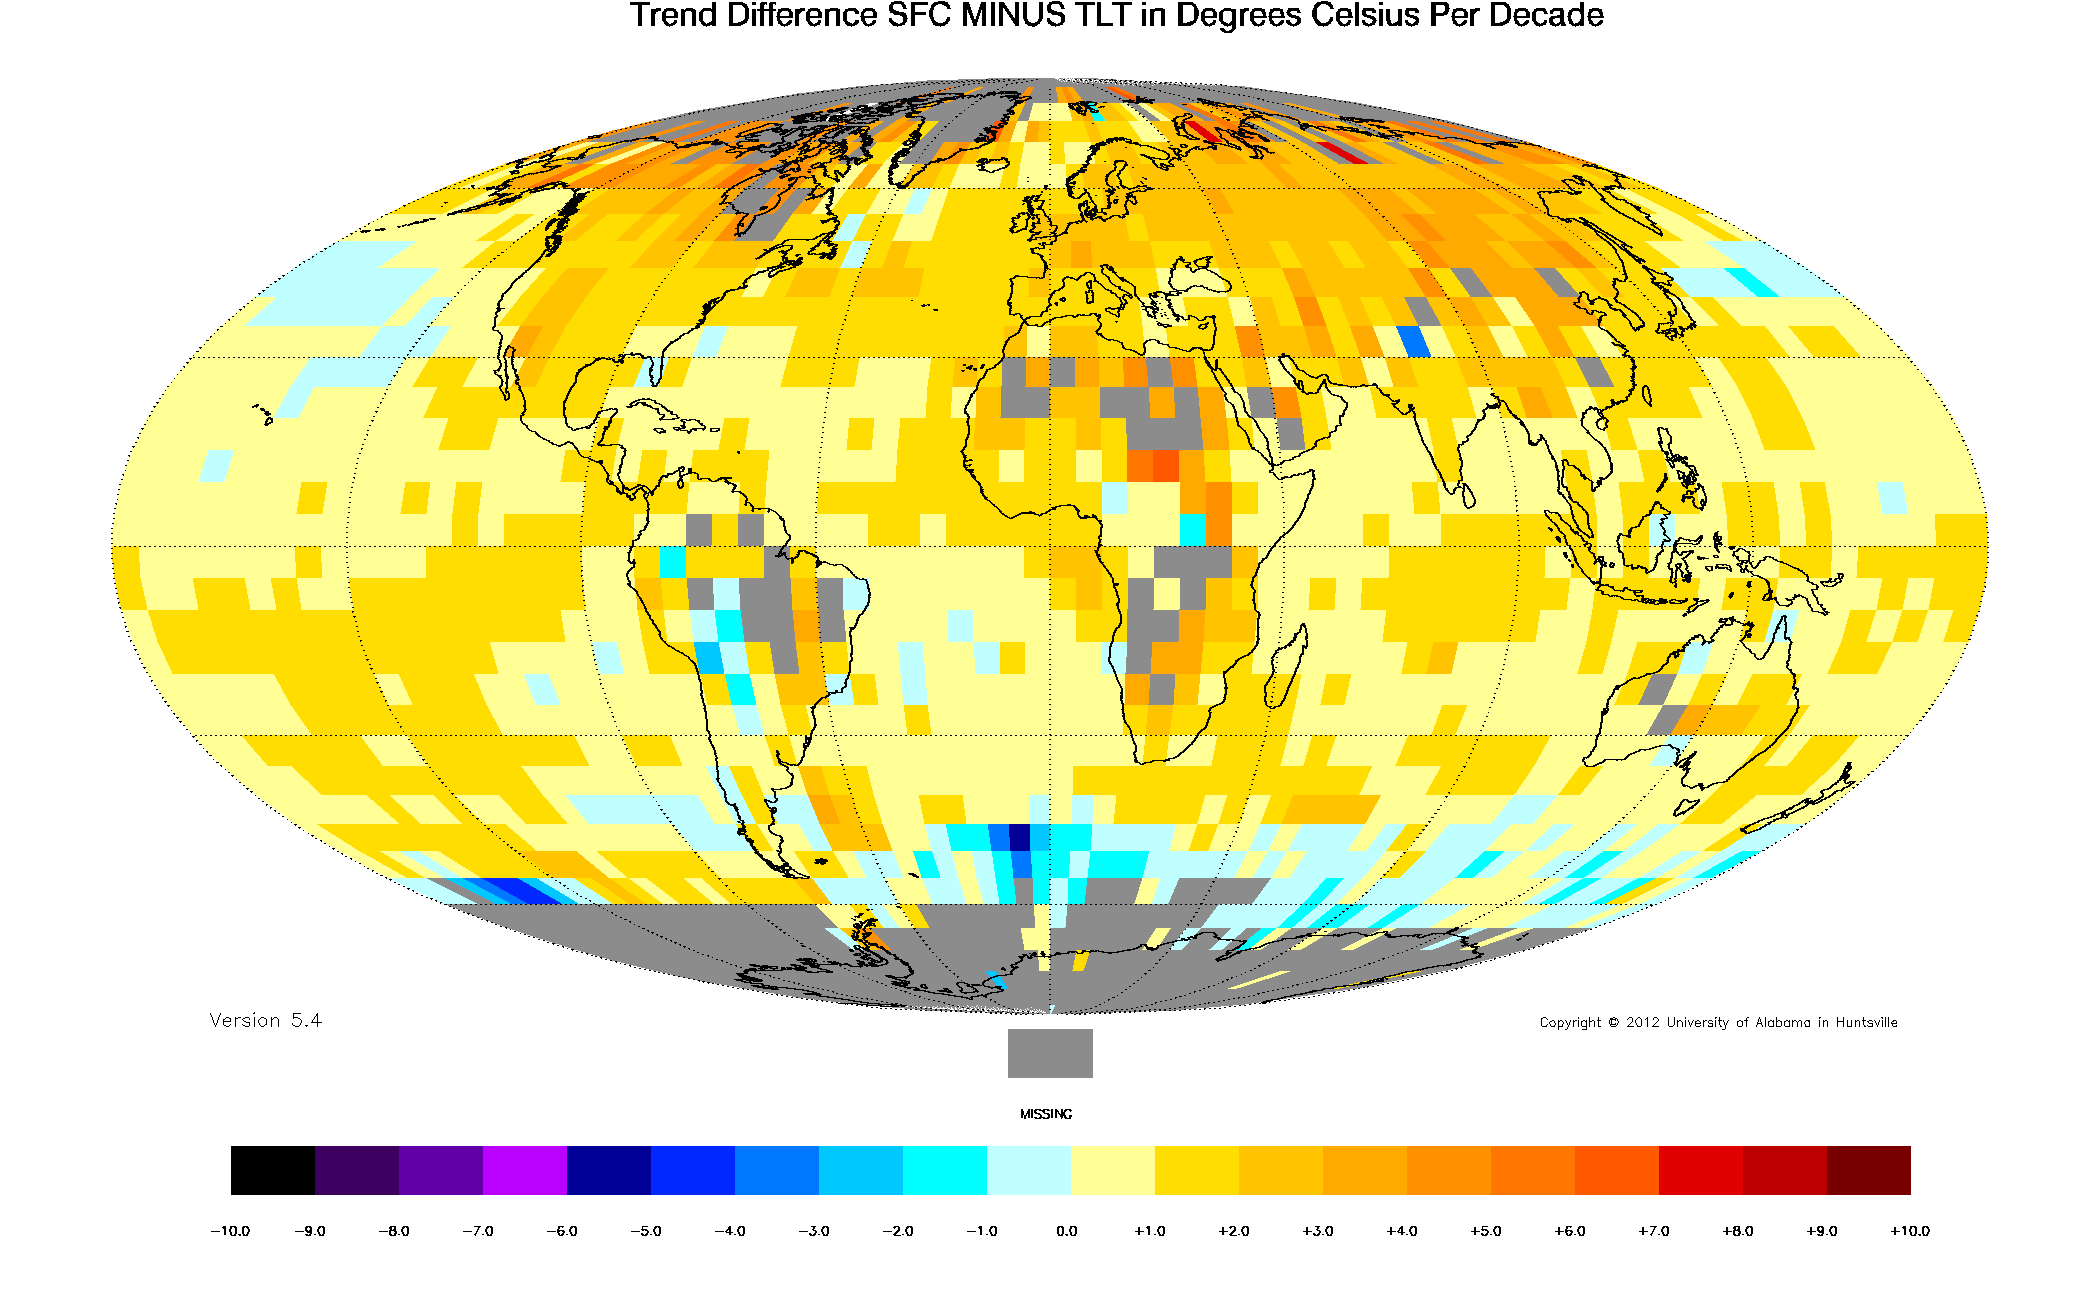 Trend Difference SFC MINUS TLT in Degrees Celsius Per Decade
Version 5.4
Copyright © 2012 University of Alabama in Huntsville
MISSING
−10.0 −9.0 −8.0 −7.0 −6.0 −5.0 −4.0 −3.0 −2.0 −1.0 0.0 +1.0 +2.0 +3.0 +4.0 +5.0 +6.0 +7.0 +8.0 +9.0 +10.0